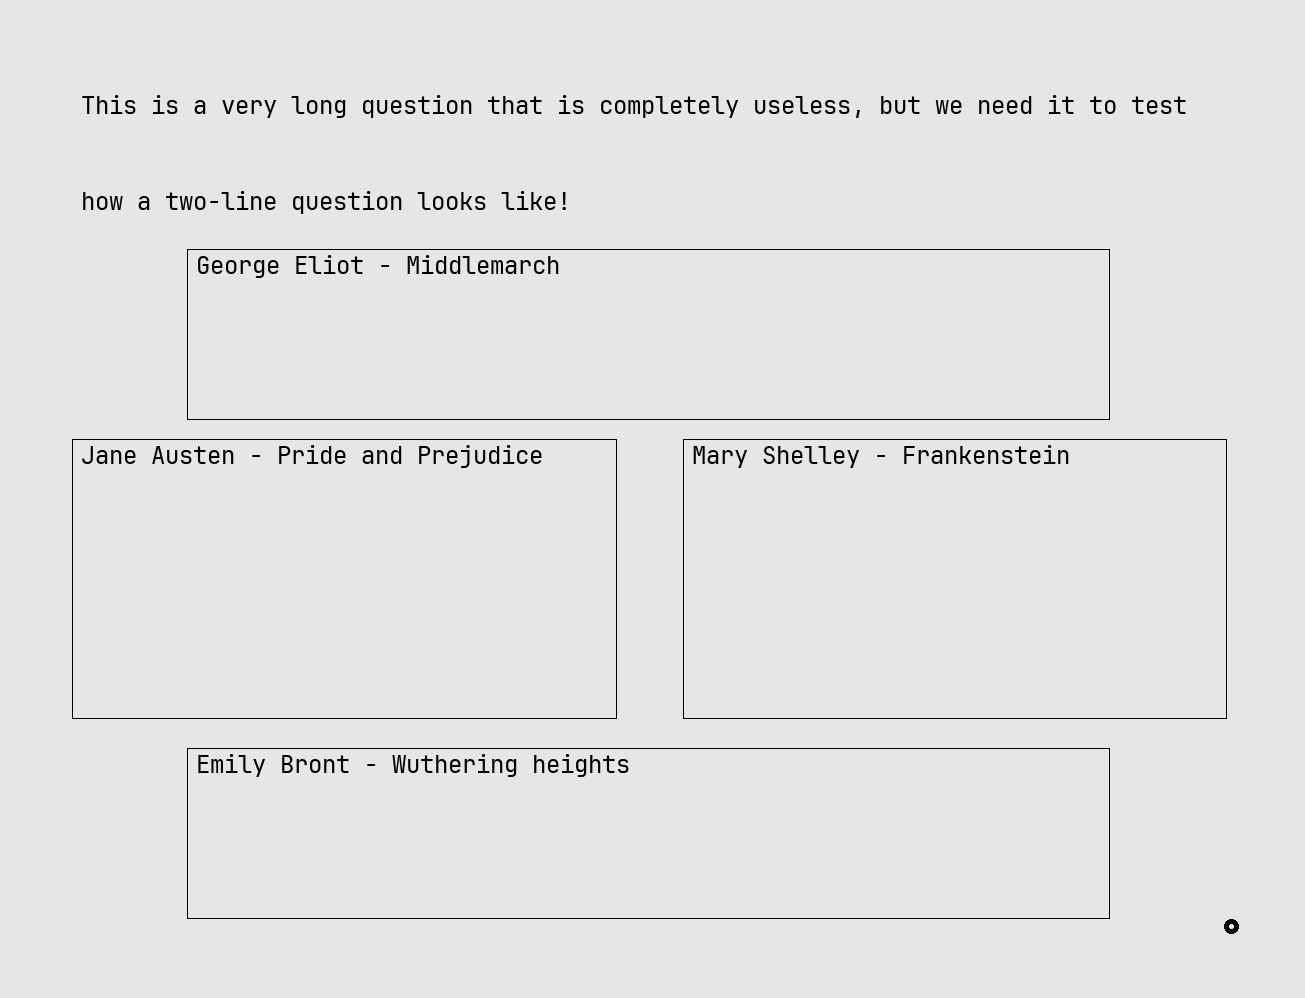 This is a very long question that is completely useless, but we need it to test
how a two-line question looks like!
George Eliot - Middlemarch
Jane Austen - Pride and Prejudice
Mary Shelley - Frankenstein
Emily Bront - Wuthering heights